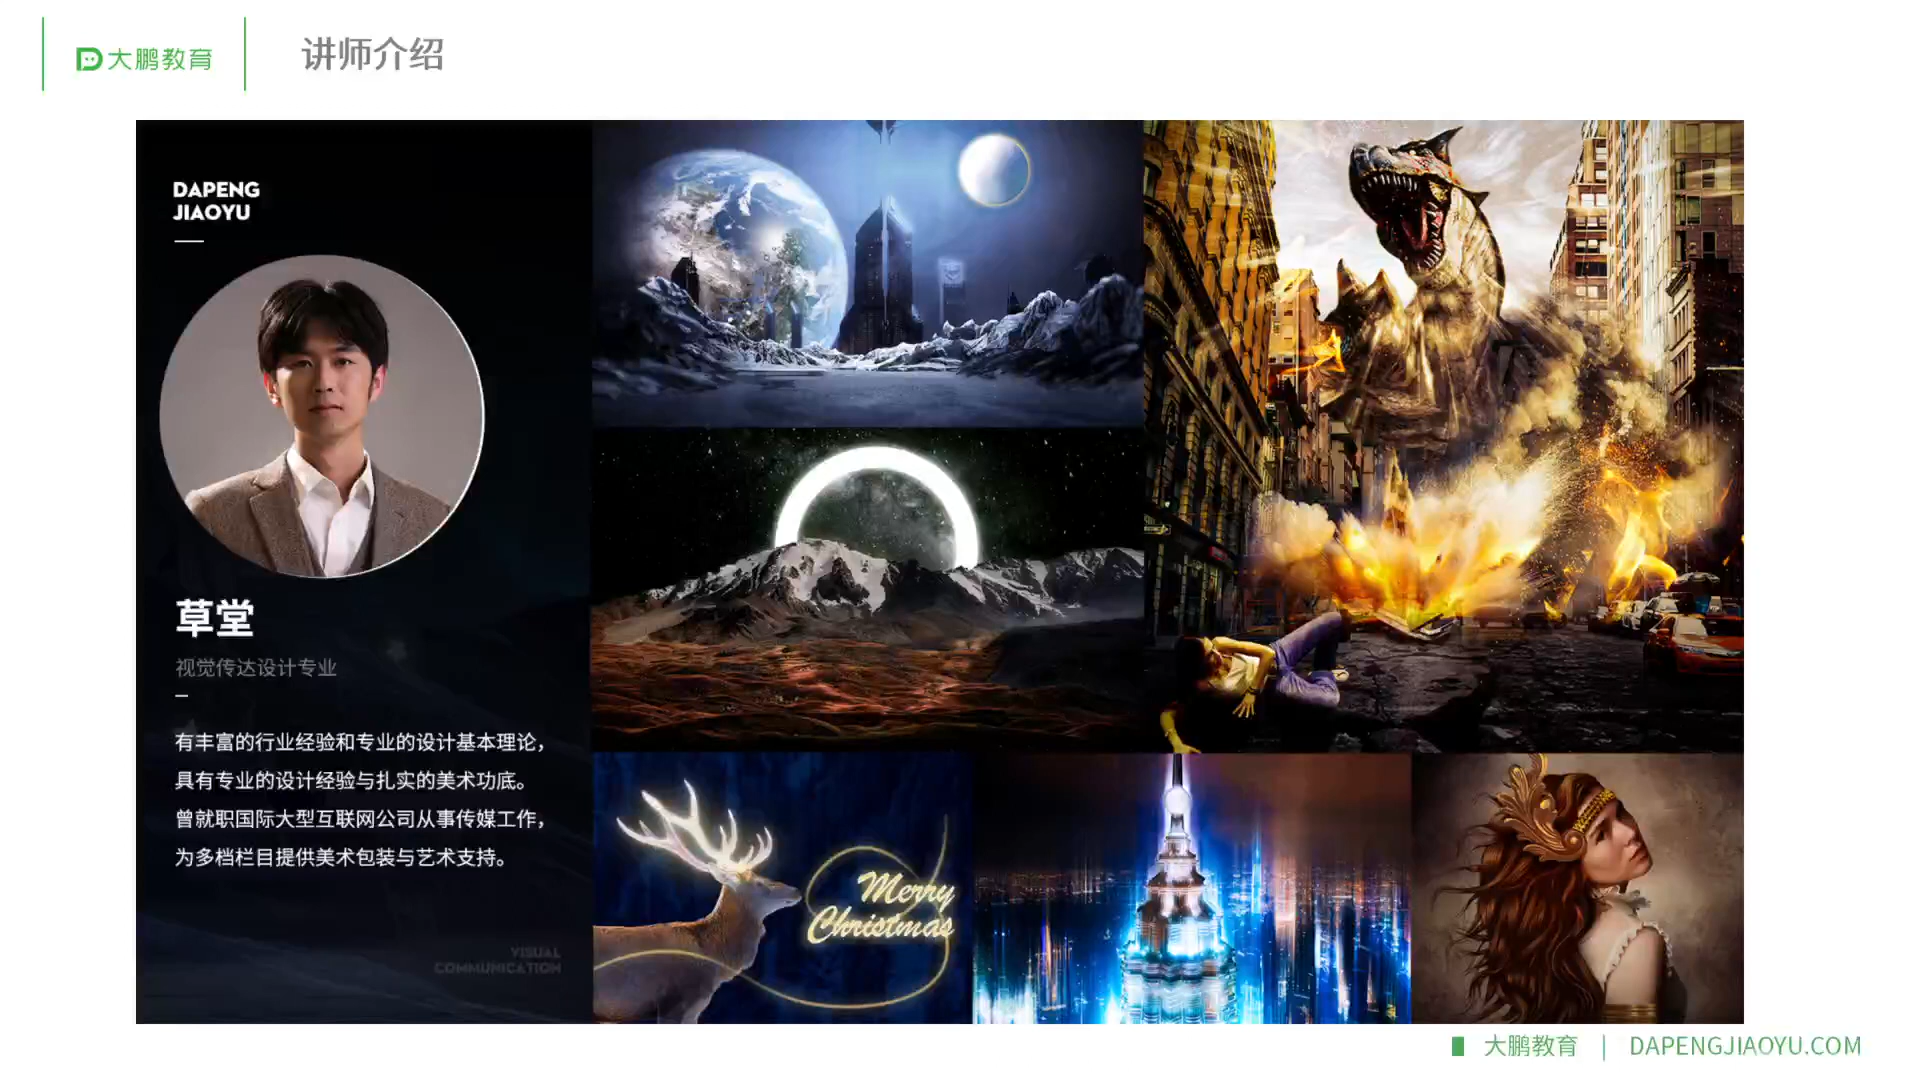 大鹏教育
讲师介绍
DAPENG
JIAOYU
草堂
视觉传达设计专业
有丰富的行业经验和专业的设计基本理论，
具有专业的设计经验与扎实的美术功底。
曾就职国际大型互联网公司从事传媒工作，
为多档栏目提供美术包装与艺术支持。
VISUAL
COMMUNICATION
Merry
Christmas
大鹏教育 | DAPENGJIAOYU.COM